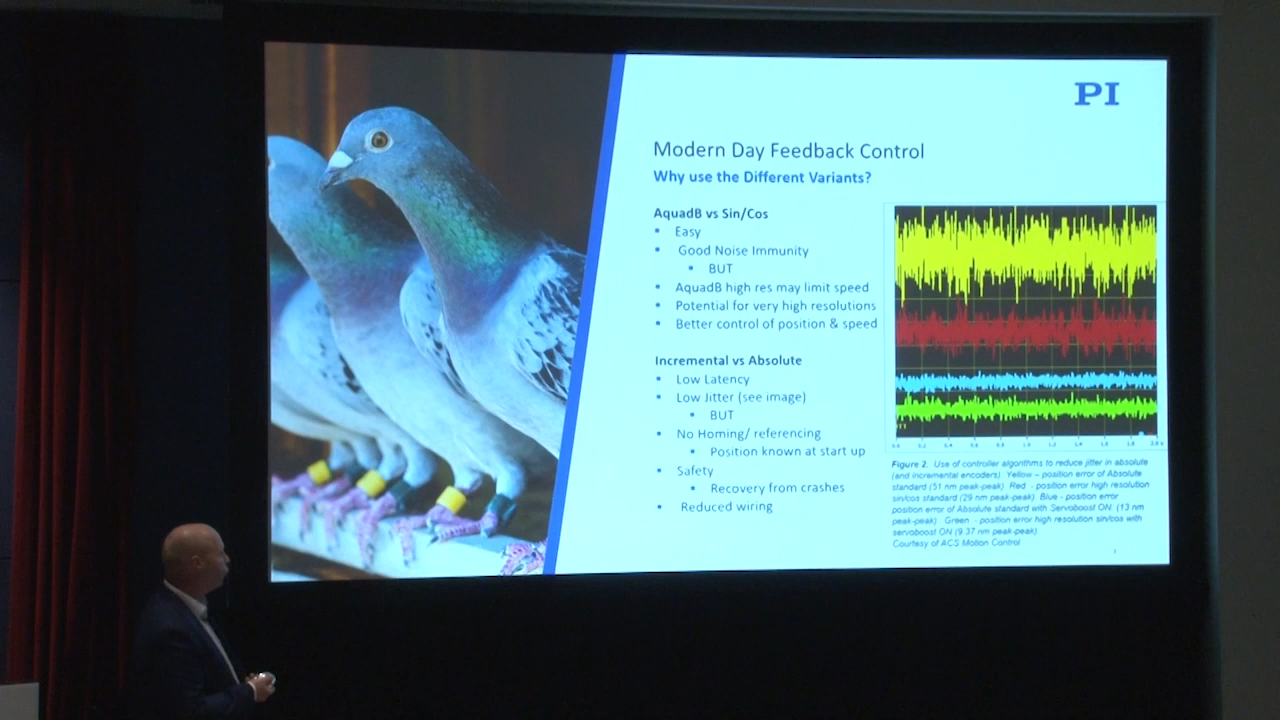 PI
Modern Day Feedback Control
Why use the Different Variants?
AquadB vs Sin/Cos
▪ Easy
▪ Good Noise Immunity
▪ BUT
▪ AquadB high res may limit speed
▪ Potential for very high resolutions
▪ Better control of position & speed
Incremental vs Absolute
▪ Low Latency
▪ Low Jitter (see image)
▪ BUT
▪ No Homing/ referencing
▪ Position known at start up
▪ Safety
▪ Recovery from crashes
▪ Reduced wiring
Figure 2. Use of controller algorithms to reduce jitter in absolute
(and incremental encoders). Yellow – position error of Absolute
standard (51 nm peak-peak). Red - position error high resolution
sin/cos standard (29 nm peak-peak). Blue - position error
position error of Absolute standard with Servoboost ON. (13 nm
peak-peak). Green - position error high resolution sin/cos with
servoboost ON (9.37 nm peak-peak).
Courtesy of ACS Motion Control